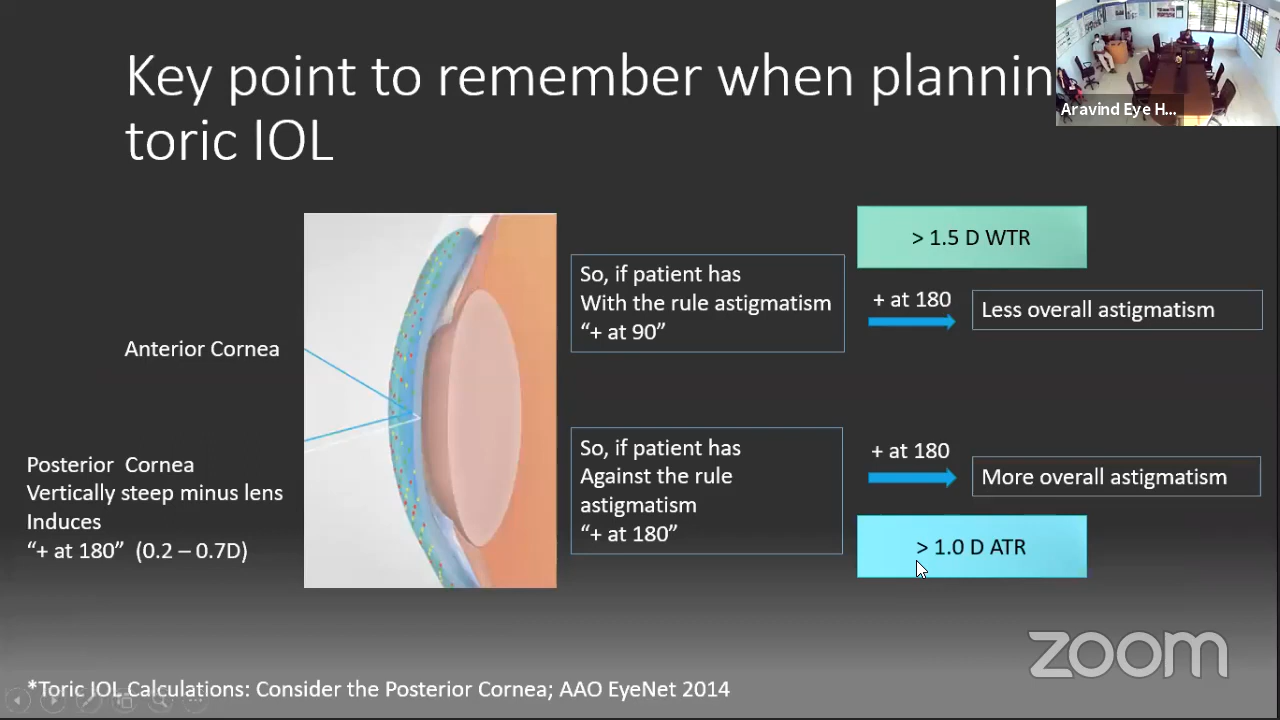 Key point to remember when plannin
toric IOL
Aravind Eye H...
Anterior Cornea
Posterior Cornea
Vertically steep minus lens
Induces
“+ at 180” (0.2 – 0.7D)
So, if patient has
With the rule astigmatism
“+ at 90”
> 1.5 D WTR
+ at 180
Less overall astigmatism
So, if patient has
Against the rule
astigmatism
“+ at 180”
+ at 180
More overall astigmatism
> 1.0 D ATR
zoom
*Toric IOL Calculations: Consider the Posterior Cornea; AAO EyeNet 2014